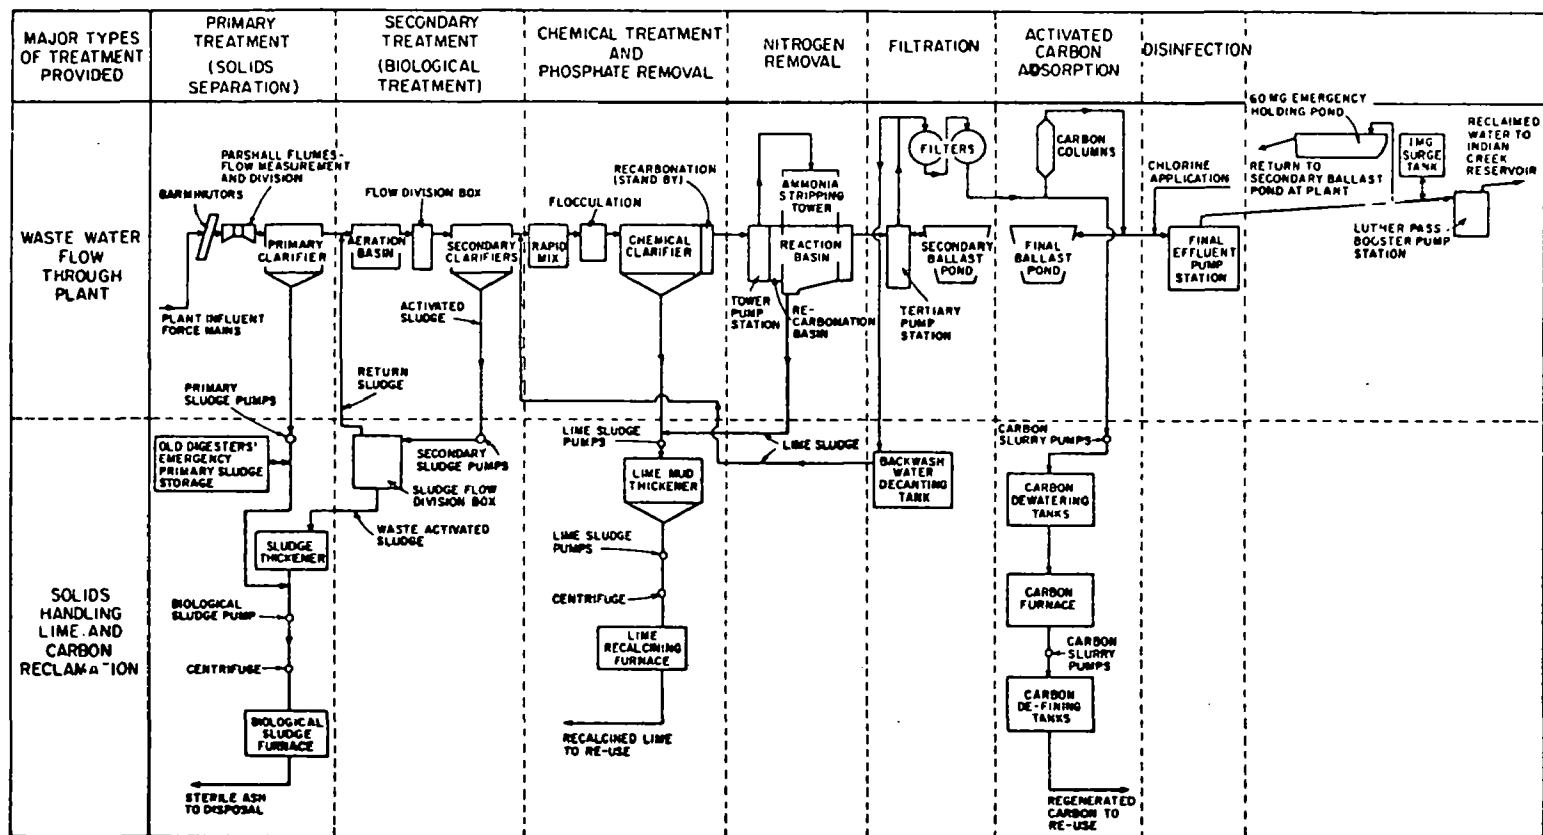 MAJOR TYPES
OF TREATMENT
PROVIDED
PRIMARY
TREATMENT
(SOLIDS
SEPARATION)
SECONDARY
TREATMENT
(BIOLOGICAL
TREATMENT)
CHEMICAL TREATMENT
AND
PHOSPHATE REMOVAL
NITROGEN
REMOVAL
FILTRATION
ACTIVATED
CARBON
ADSORPTION
DISINFECTION
WASTE WATER
FLOW
THROUGH
PLANT
BARMINUTORS
PARSHALL FLUMES-
FLOW MEASUREMENT
AND DIVISION
PRIMARY
CLARIFIER
PLANT INFLUENT
FORCE MAINS
PRIMARY
SLUDGE PUMPS
FLOW DIVISION BOX
AERATION
BASIN
SECONDARY
CLARIFIERS
ACTIVATED
SLUDGE
RETURN
SLUDGE
FLOCCULATION
RECARBONATION
(STAND BY)
RAPID
MIX
CHEMICAL
CLARIFIER
AMMONIA
STRIPPING
TOWER
REACTION
BASIN
TOWER
PUMP
STATION
RE-
CARBONATION
BASIN
FILTERS
SECONDARY
BALLAST
POND
TERTIARY
PUMP
STATION
CARBON
COLUMNS
FINAL
BALLAST
POND
CHLORINE
APPLICATION
FINAL
EFFLUENT
PUMP
STATION
60 MG EMERGENCY
HOLDING POND
RETURN TO
SECONDARY BALLAST
POND AT PLANT
1MG
SURGE
TANK
RECLAIMED
WATER TO
INDIAN
CREEK
RESERVOIR
LUTHER PASS
BOOSTER PUMP
STATION
SOLIDS
HANDLING
LIME AND
CARBON
RECLAMATION
OLD DIGESTERS'
EMERGENCY
PRIMARY SLUDGE
STORAGE
SLUDGE
THICKENER
BIOLOGICAL
SLUDGE PUMP
CENTRIFUGE
BIOLOGICAL
SLUDGE
FURNACE
STERILE ASH
TO DISPOSAL
SECONDARY
SLUDGE PUMPS
SLUDGE FLOW
DIVISION BOX
WASTE ACTIVATED
SLUDGE
LIME SLUDGE
PUMPS
LIME MUD
THICKENER
LIME SLUDGE
PUMPS
CENTRIFUGE
LIME
RECALCINING
FURNACE
RECALCINED LIME
TO RE-USE
LIME SLUDGE
BACKWASH
WATER
DECANTING
TANK
CARBON
SLURRY PUMPS
CARBON
DEWATERING
TANKS
CARBON
FURNACE
CARBON
SLURRY
PUMPS
CARBON
DE-FINING
TANKS
REGENERATED
CARBON TO
RE-USE